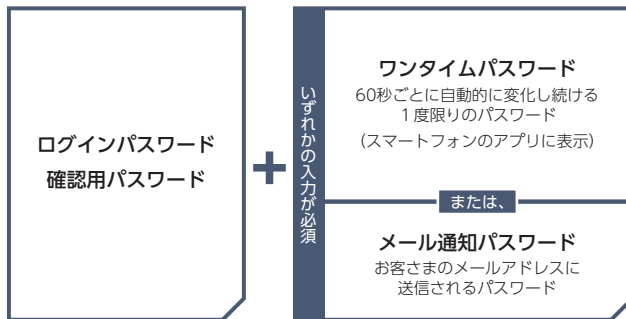 ログインパスワード
確認用パスワード
+
いずれかの入力が必須
ワンタイムパスワード
60秒ごとに自動的に変化し続ける
1度限りのパスワード
(スマートフォンのアプリに表示)
または、
メール通知パスワード
お客さまのメールアドレスに
送信されるパスワード